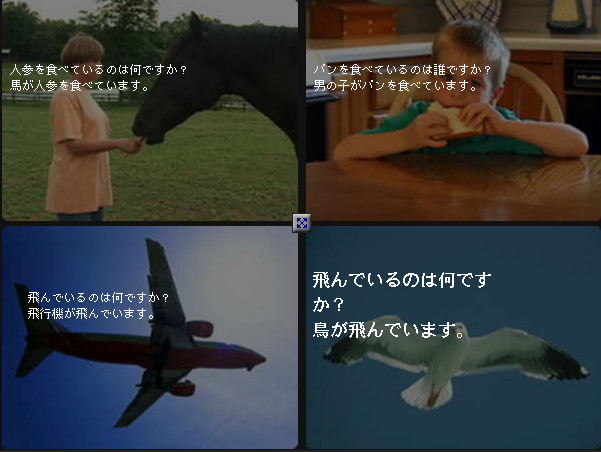 人参を食べているのは何ですか？
馬が人参を食べています。
パンを食べているのは誰ですか？
男の子がパンを食べています。
飛んでいるのは何ですか？
飛行機が飛んでいます。
飛んでいるのは何です
か？
鳥が飛んでいます。